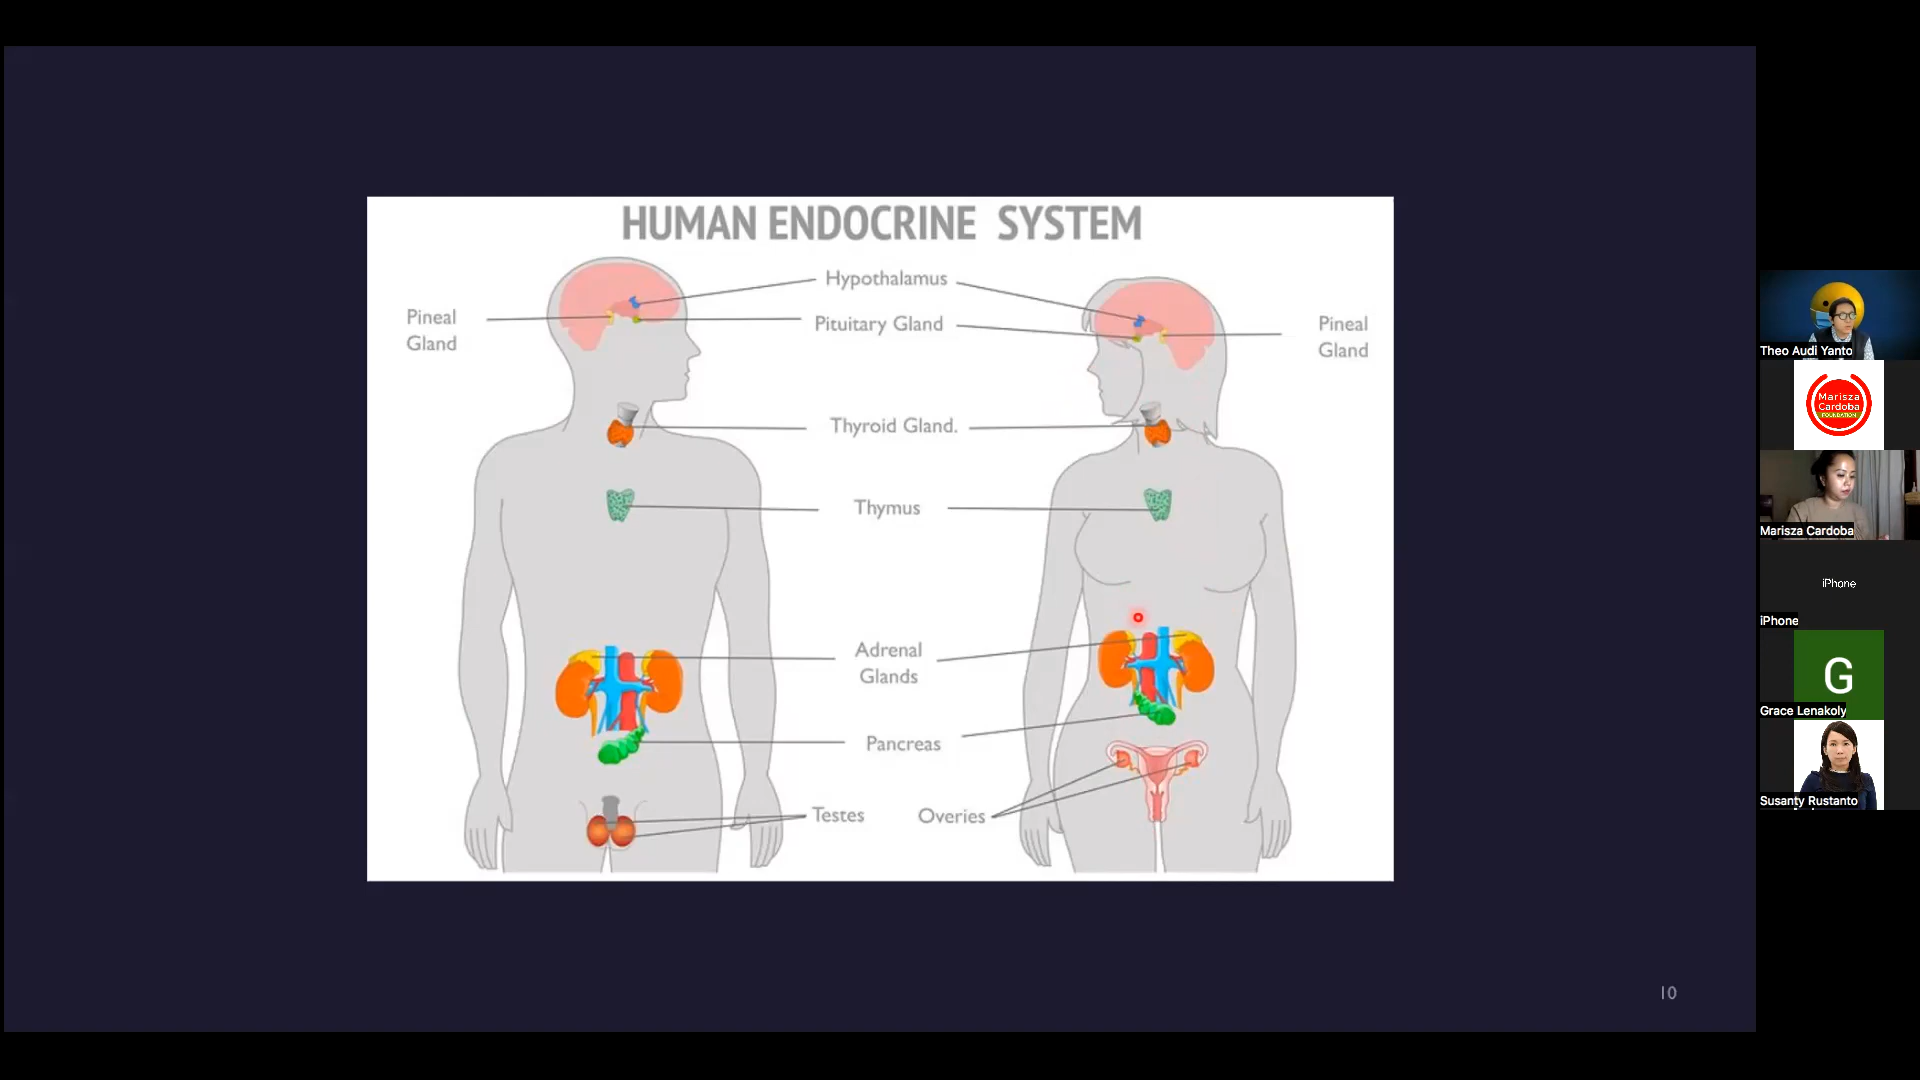 HUMAN ENDOCRINE SYSTEM
Hypothalamus
Pineal
Gland
Pituitary Gland
Pineal
Gland
Thyroid Gland.
Thymus
Adrenal
Glands
Pancreas
Testes
Overies
10
Theo Audi Yanto
Marisza
Cardoba
FOUNDATION
Marisza Cardoba
iPhone
iPhone
G
Grace Lenakoly
Susanty Rustanto